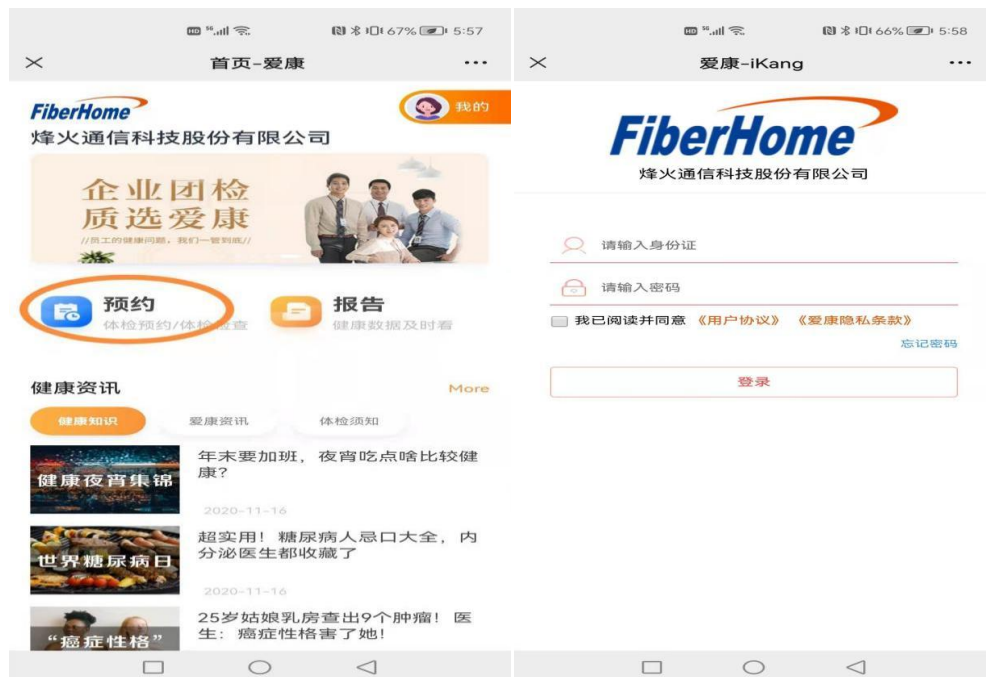 HD 5G 67% 5:57
首页-爱康
FiberHome
烽火通信科技股份有限公司
我的
企业团检
质选爱康
//员工的健康问题，我们一管到底//
预约
体检预约/体检检查
报告
健康数据及时看
健康资讯
More
健康知识
爱康资讯
体检须知
健康夜宵集锦
年末要加班，夜宵吃点啥比较健
康?
2020-11-16
世界糖尿病日
超实用！糖尿病人忌口大全，内
分泌医生都收藏了
2020-11-16
“癌症性格”
25岁姑娘乳房查出9个肿瘤！医
生：癌症性格害了她!
HD 5G 66% 5:58
爱康-iKang
FiberHome
烽火通信科技股份有限公司
请输入身份证
请输入密码
我已阅读并同意 《用户协议》 《爱康隐私条款》
忘记密码
登录